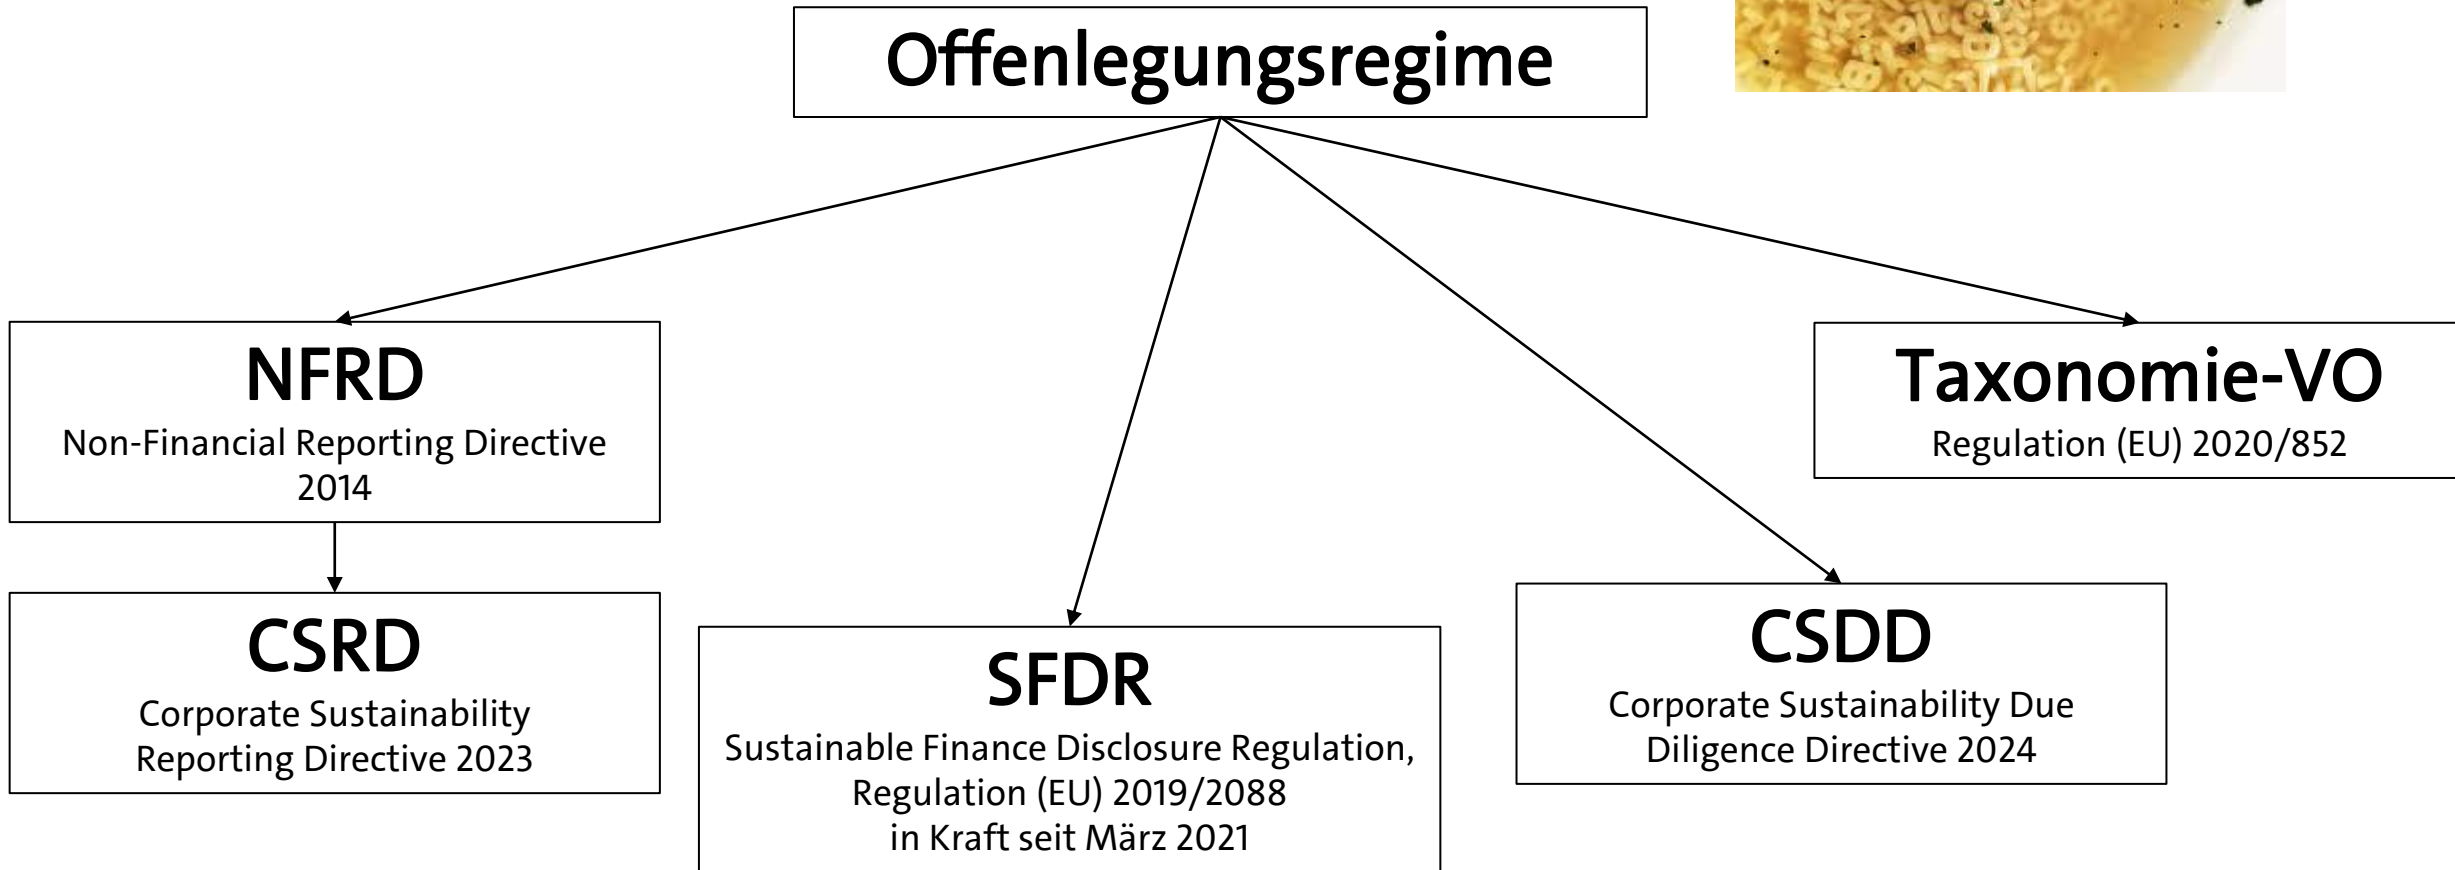 Offenlegungsregime
NFRD
Non-Financial Reporting Directive
2014
Taxonomie-VO
Regulation (EU) 2020/852
CSRD
Corporate Sustainability
Reporting Directive 2023
SFDR
Sustainable Finance Disclosure Regulation,
Regulation (EU) 2019/2088
in Kraft seit März 2021
CSDD
Corporate Sustainability Due
Diligence Directive 2024